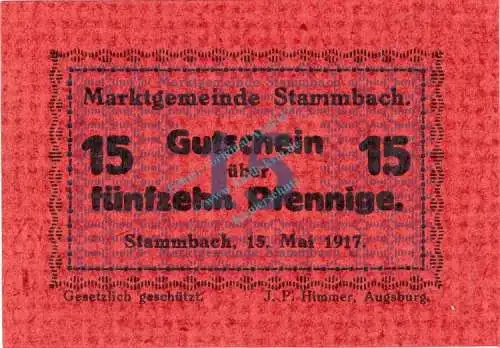 Marktgemeinde Stammbach.
15 Gutschein 15
über
fünfzehn Pfennige.
Stammbach, 15. Mai 1917.
Gesetzlich geschützt. J. P. Himmer, Augsburg.